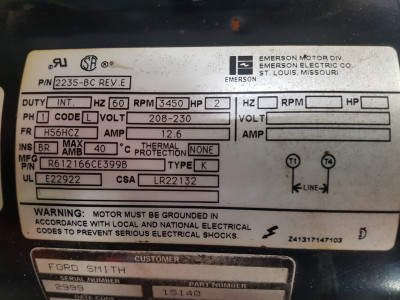 EMERSON MOTOR DIV.
EMERSON ELECTRIC CO.
ST. LOUIS, MISSOURI
EMERSON
P/N 2235-BC REV.E
DUTY INT. HZ 60 RPM 3450 HP 2 HZ RPM HP
PH 1 CODE L VOLT 208-230 VOLT
FR H56HCZ AMP 12.6 AMP
INS BR MAX AMB 40 °C THERMAL PROTECTION NONE
MFG P/N R612166CE399B TYPE K
UL E22922 CSA LR22132
T1 T4
LINE
WARNING: MOTOR MUST BE GROUNDED IN
ACCORDANCE WITH LOCAL AND NATIONAL ELECTRICAL
CODES TO PREVENT SERIOUS ELECTRICAL SHOCKS.
Z41317147103 D
CUSTOMER
FORD SMITH
SERIAL NUMBER PART NUMBER
2999 15140
DATE CODE